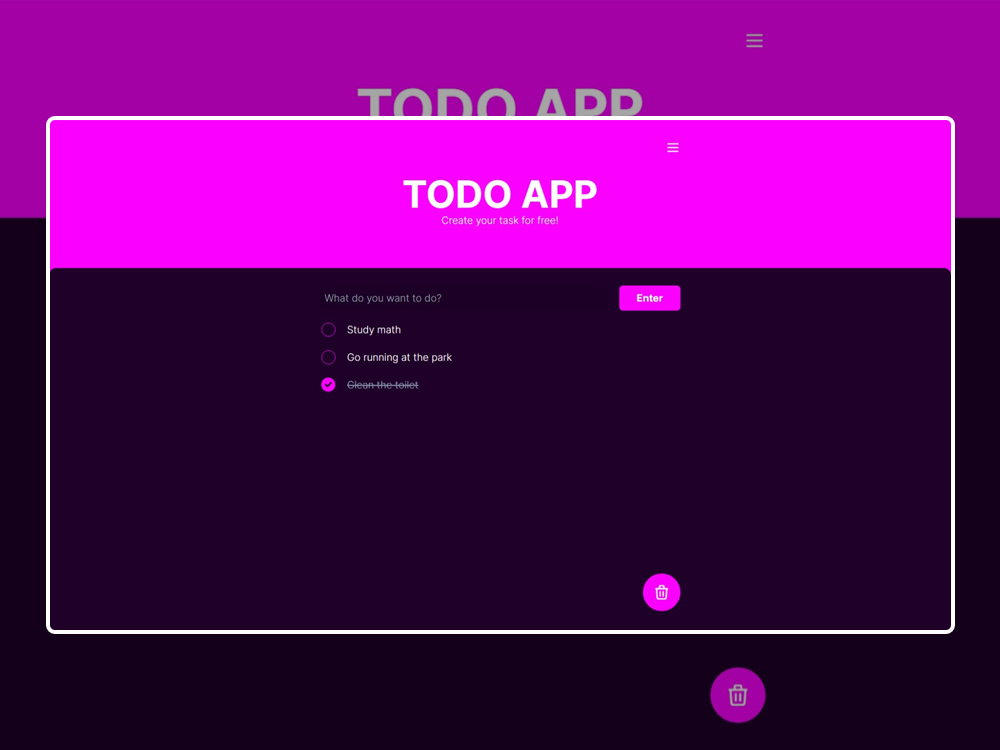 TODO APP
TODO APP
Create your task for free!
What do you want to do?
Enter
Study math
Go running at the park
Clean the toilet